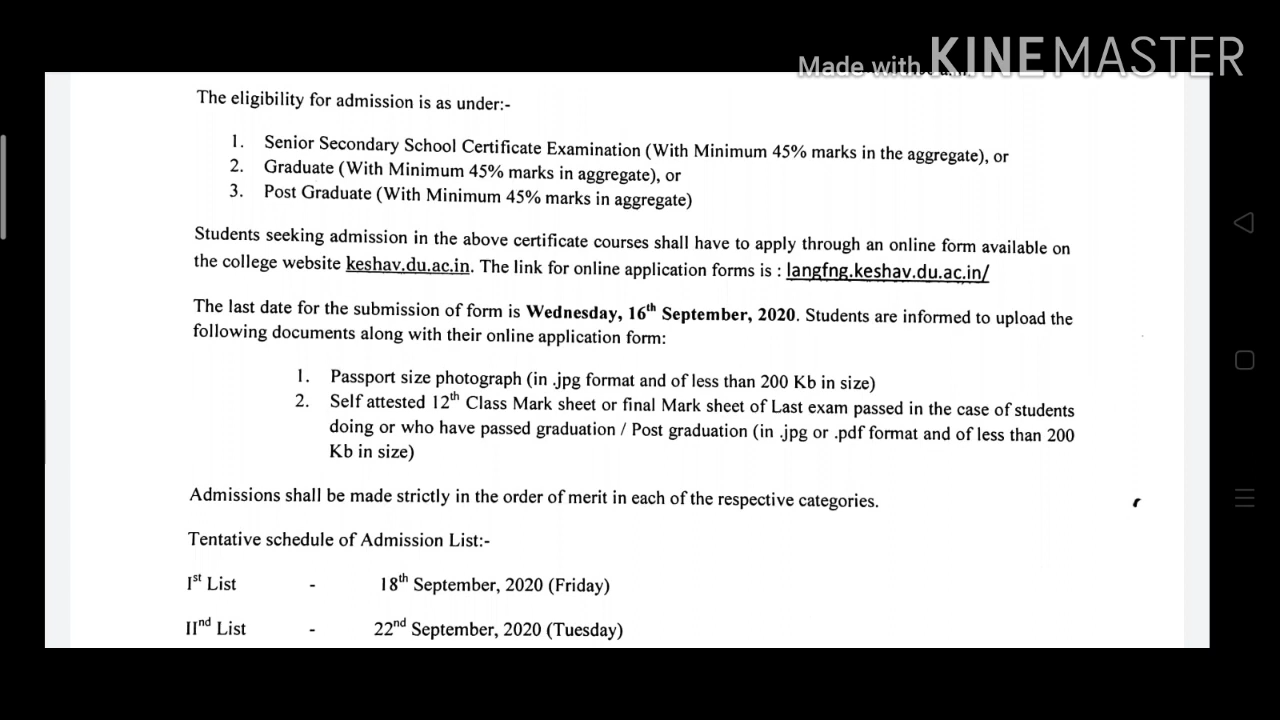 Made with KINEMASTER
The eligibility for admission is as under:-
1. Senior Secondary School Certificate Examination (With Minimum 45% marks in the aggregate), or
2. Graduate (With Minimum 45% marks in aggregate), or
3. Post Graduate (With Minimum 45% marks in aggregate)
Students seeking admission in the above certificate courses shall have to apply through an online form available on
the college website keshav.du.ac.in. The link for online application forms is : langfng.keshav.du.ac.in/
The last date for the submission of form is Wednesday, 16th September, 2020. Students are informed to upload the
following documents along with their online application form:
1. Passport size photograph (in .jpg format and of less than 200 Kb in size)
2. Self attested 12th Class Mark sheet or final Mark sheet of Last exam passed in the case of students
doing or who have passed graduation / Post graduation (in .jpg or .pdf format and of less than 200
Kb in size)
Admissions shall be made strictly in the order of merit in each of the respective categories.
Tentative schedule of Admission List:-
Ist List - 18th September, 2020 (Friday)
IInd List - 22nd September, 2020 (Tuesday)